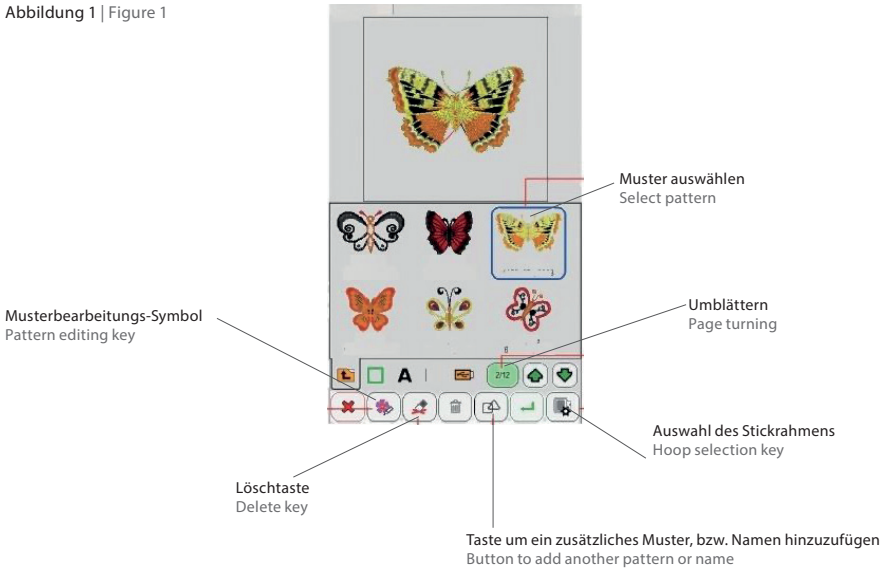 Abbildung 1 | Figure 1
Muster auswählen
Select pattern
Musterbearbeitungs-Symbol
Pattern editing key
Umblättern
Page turning
A
2/12
Auswahl des Stickrahmens
Hoop selection key
Löschtaste
Delete key
Taste um ein zusätzliches Muster, bzw. Namen hinzuzufügen
Button to add another pattern or name